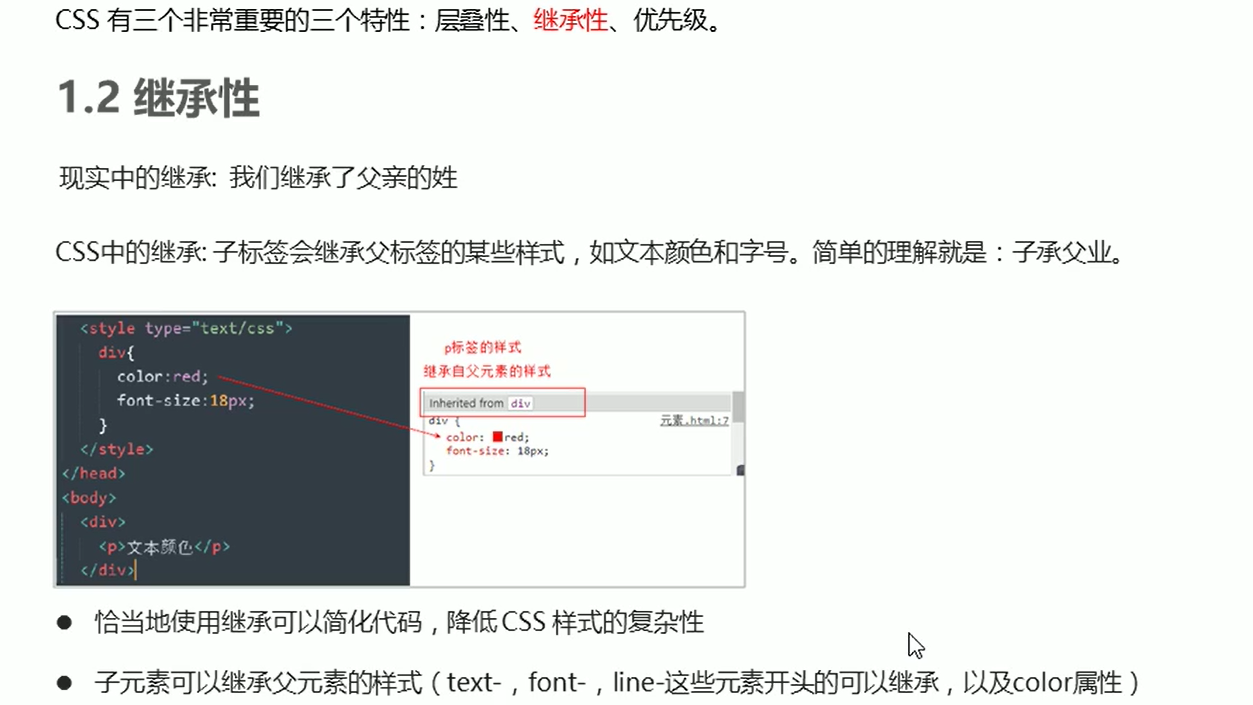 CSS 有三个非常重要的三个特性：层叠性、继承性、优先级。
1.2 继承性
现实中的继承: 我们继承了父亲的姓
CSS中的继承: 子标签会继承父标签的某些样式，如文本颜色和字号。简单的理解就是：子承父业。
<style type="text/css">
div{
color:red;
font-size:18px;
}
</style>
</head>
<body>
<div>
<p>文本颜色</p>
</div>
p标签的样式
继承自父元素的样式
Inherited from div
div {
元素.html:7
color: red;
font-size: 18px;
}
● 恰当地使用继承可以简化代码，降低 CSS 样式的复杂性
● 子元素可以继承父元素的样式（text-，font-，line-这些元素开头的可以继承，以及color属性）